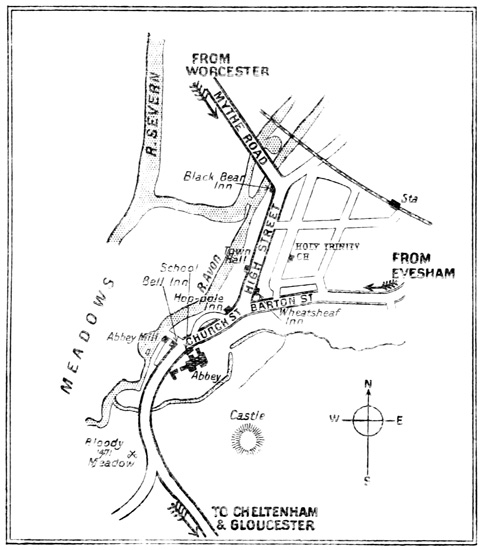 FROM
WORCESTER
R. SEVERN
MYTHE ROAD
Black Bear
Inn
Sta
Town
Hall
HIGH STREET
HOLY TRINITY
CH
R. Avon
School
Bell Inn
Hop-pole Inn
FROM
EVESHAM
BARTON ST
Wheatsheaf
Inn
CHURCH ST
MEADOWS
Abbey Mill
Abbey
Castle
N
W
E
S
Bloody
1471
Meadow
TO CHELTENHAM
& GLOUCESTER